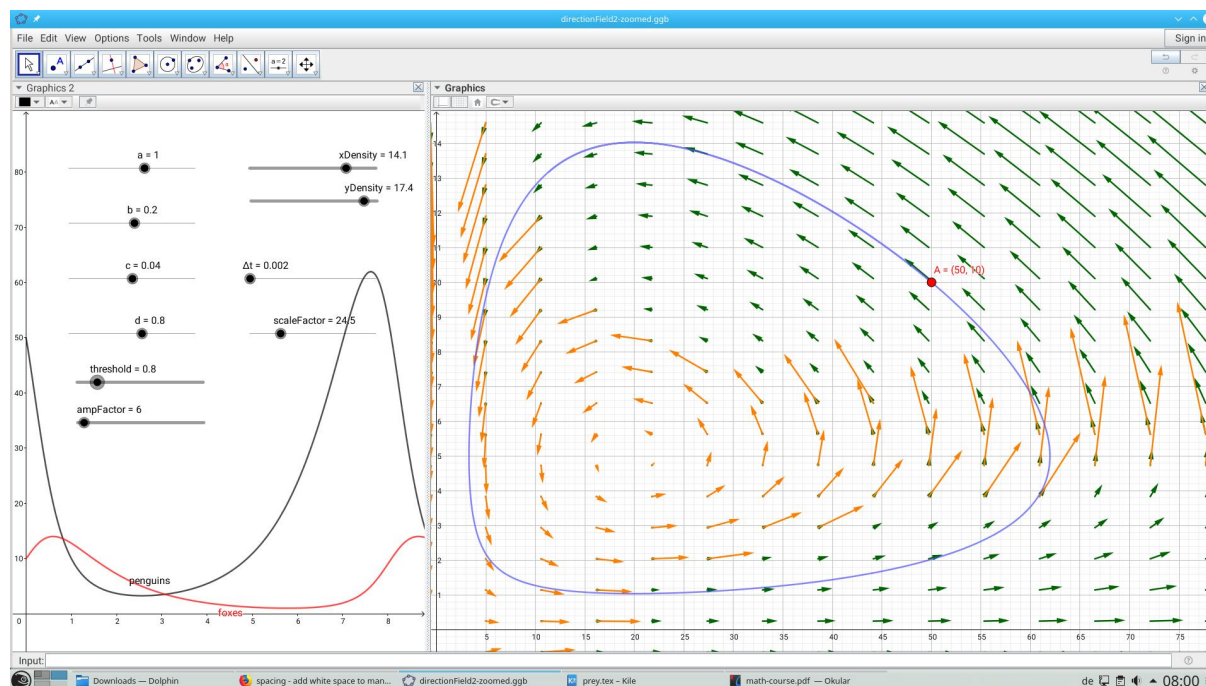 directionField2-zoomed.ggb
File Edit View Options Tools Window Help
Sign in
a=2
Graphics 2
Graphics
a = 1
xDensity = 14.1
yDensity = 17.4
b = 0.2
c = 0.04
Δt = 0.002
d = 0.8
scaleFactor = 24.5
threshold = 0.8
ampFactor = 6
80
70
60
50
40
30
20
10
penguins
foxes
0 1 2 3 4 5 6 7 8
14
13
12
11
10
9
8
7
6
5
4
3
2
1
A = (50, 10)
5 10 15 20 25 30 35 40 45 50 55 60 65 70 75
Input:
Downloads — Dolphin
spacing - add white space to man...
directionField2-zoomed.ggb
prey.tex – Kile
math-course.pdf — Okular
de
08:00